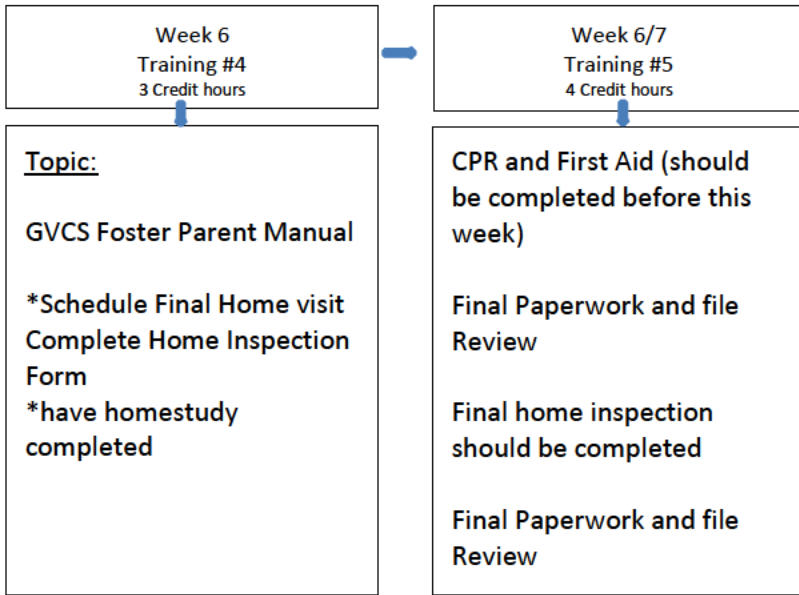 Week 6
Training #4
3 Credit hours
Week 6/7
Training #5
4 Credit hours
Topic:
GVCS Foster Parent Manual
*Schedule Final Home visit
Complete Home Inspection
Form
*have homestudy
completed
CPR and First Aid (should
be completed before this
week)
Final Paperwork and file
Review
Final home inspection
should be completed
Final Paperwork and file
Review